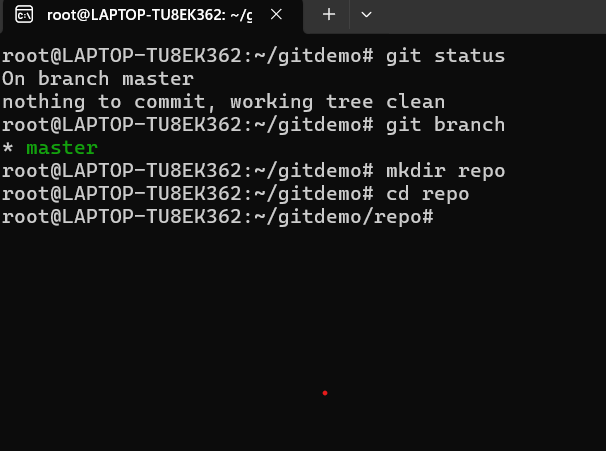 root@LAPTOP-TU8EK362: ~/g
root@LAPTOP-TU8EK362:~/gitdemo# git status
On branch master
nothing to commit, working tree clean
root@LAPTOP-TU8EK362:~/gitdemo# git branch
* master
root@LAPTOP-TU8EK362:~/gitdemo# mkdir repo
root@LAPTOP-TU8EK362:~/gitdemo# cd repo
root@LAPTOP-TU8EK362:~/gitdemo/repo#